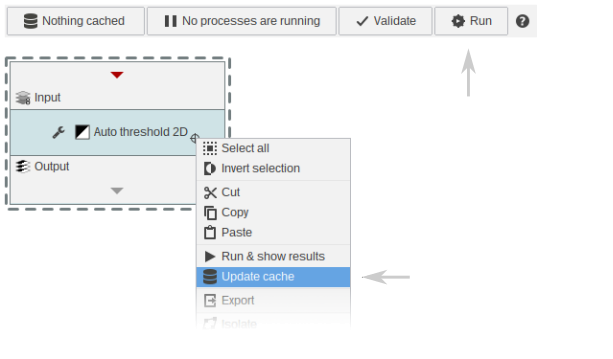 Nothing cached No processes are running Validate Run
Input
Auto threshold 2D
Output
Select all
Invert selection
Cut
Copy
Paste
Run & show results
Update cache
Export
Isolate